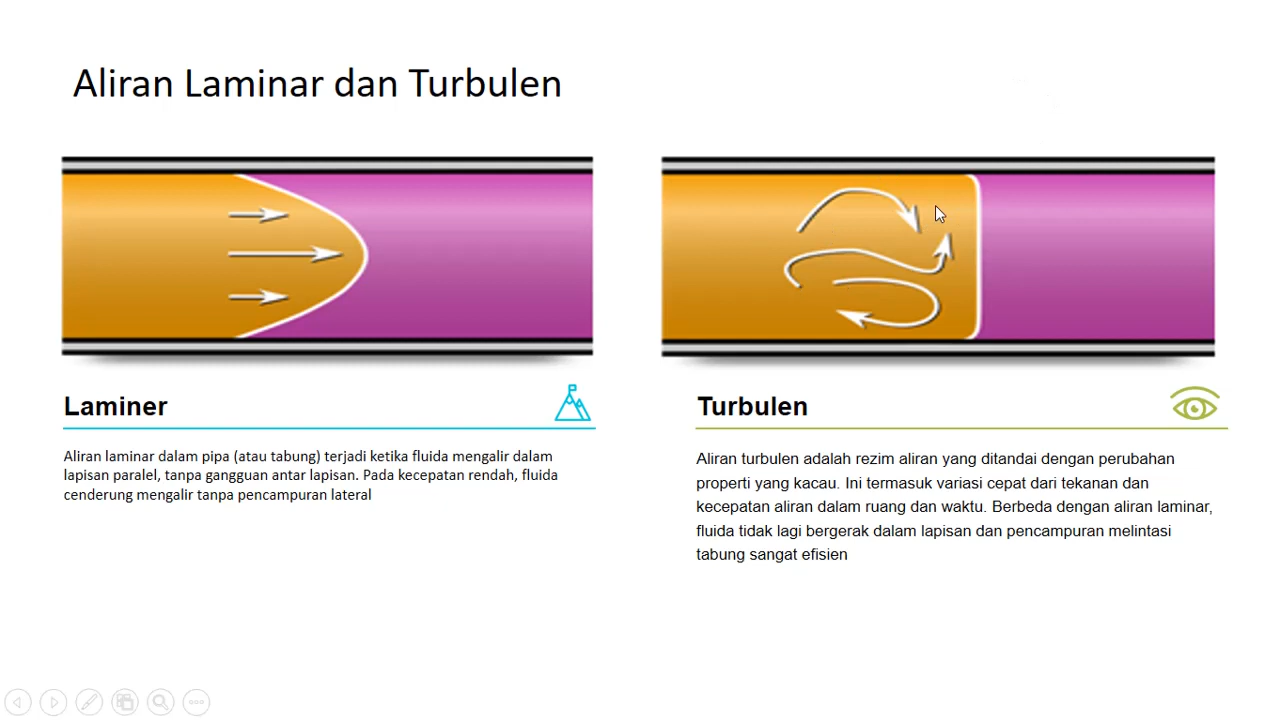 Aliran Laminar dan Turbulen
Laminer
Aliran laminar dalam pipa (atau tabung) terjadi ketika fluida mengalir dalam
lapisan paralel, tanpa gangguan antar lapisan. Pada kecepatan rendah, fluida
cenderung mengalir tanpa pencampuran lateral
Turbulen
Aliran turbulen adalah rezim aliran yang ditandai dengan perubahan
properti yang kacau. Ini termasuk variasi cepat dari tekanan dan
kecepatan aliran dalam ruang dan waktu. Berbeda dengan aliran laminar,
fluida tidak lagi bergerak dalam lapisan dan pencampuran melintasi
tabung sangat efisien